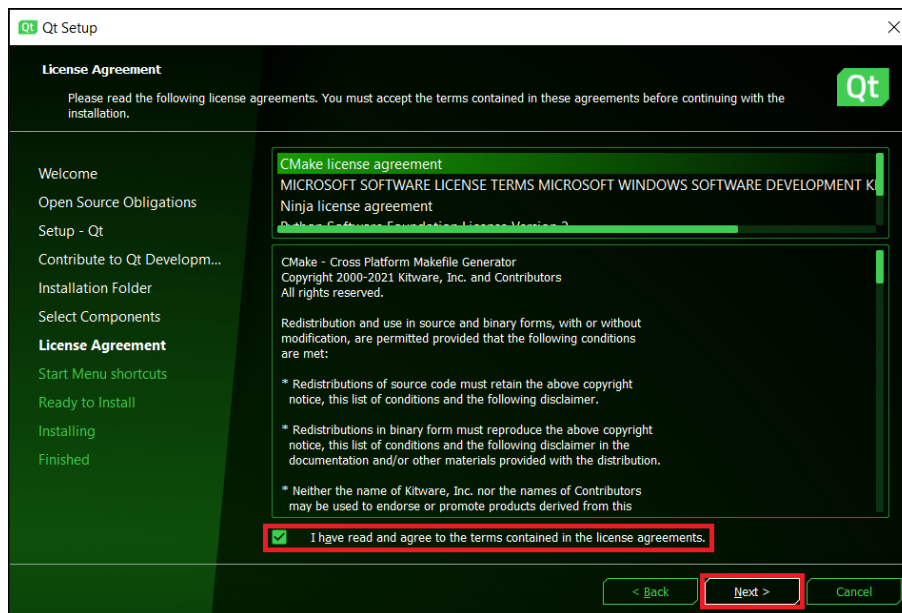 Qt Qt Setup
License Agreement
Please read the following license agreements. You must accept the terms contained in these agreements before continuing with the
installation.
Qt
Welcome
Open Source Obligations
Setup - Qt
Contribute to Qt Developm...
Installation Folder
Select Components
License Agreement
Start Menu shortcuts
Ready to Install
Installing
Finished
CMake license agreement
MICROSOFT SOFTWARE LICENSE TERMS MICROSOFT WINDOWS SOFTWARE DEVELOPMENT KI
Ninja license agreement
Python Software Foundation License Version 2
CMake - Cross Platform Makefile Generator
Copyright 2000-2021 Kitware, Inc. and Contributors
All rights reserved.
Redistribution and use in source and binary forms, with or without
modification, are permitted provided that the following conditions
are met:
* Redistributions of source code must retain the above copyright
notice, this list of conditions and the following disclaimer.
* Redistributions in binary form must reproduce the above copyright
notice, this list of conditions and the following disclaimer in the
documentation and/or other materials provided with the distribution.
* Neither the name of Kitware, Inc. nor the names of Contributors
may be used to endorse or promote products derived from this
I have read and agree to the terms contained in the license agreements.
< Back
Next >
Cancel